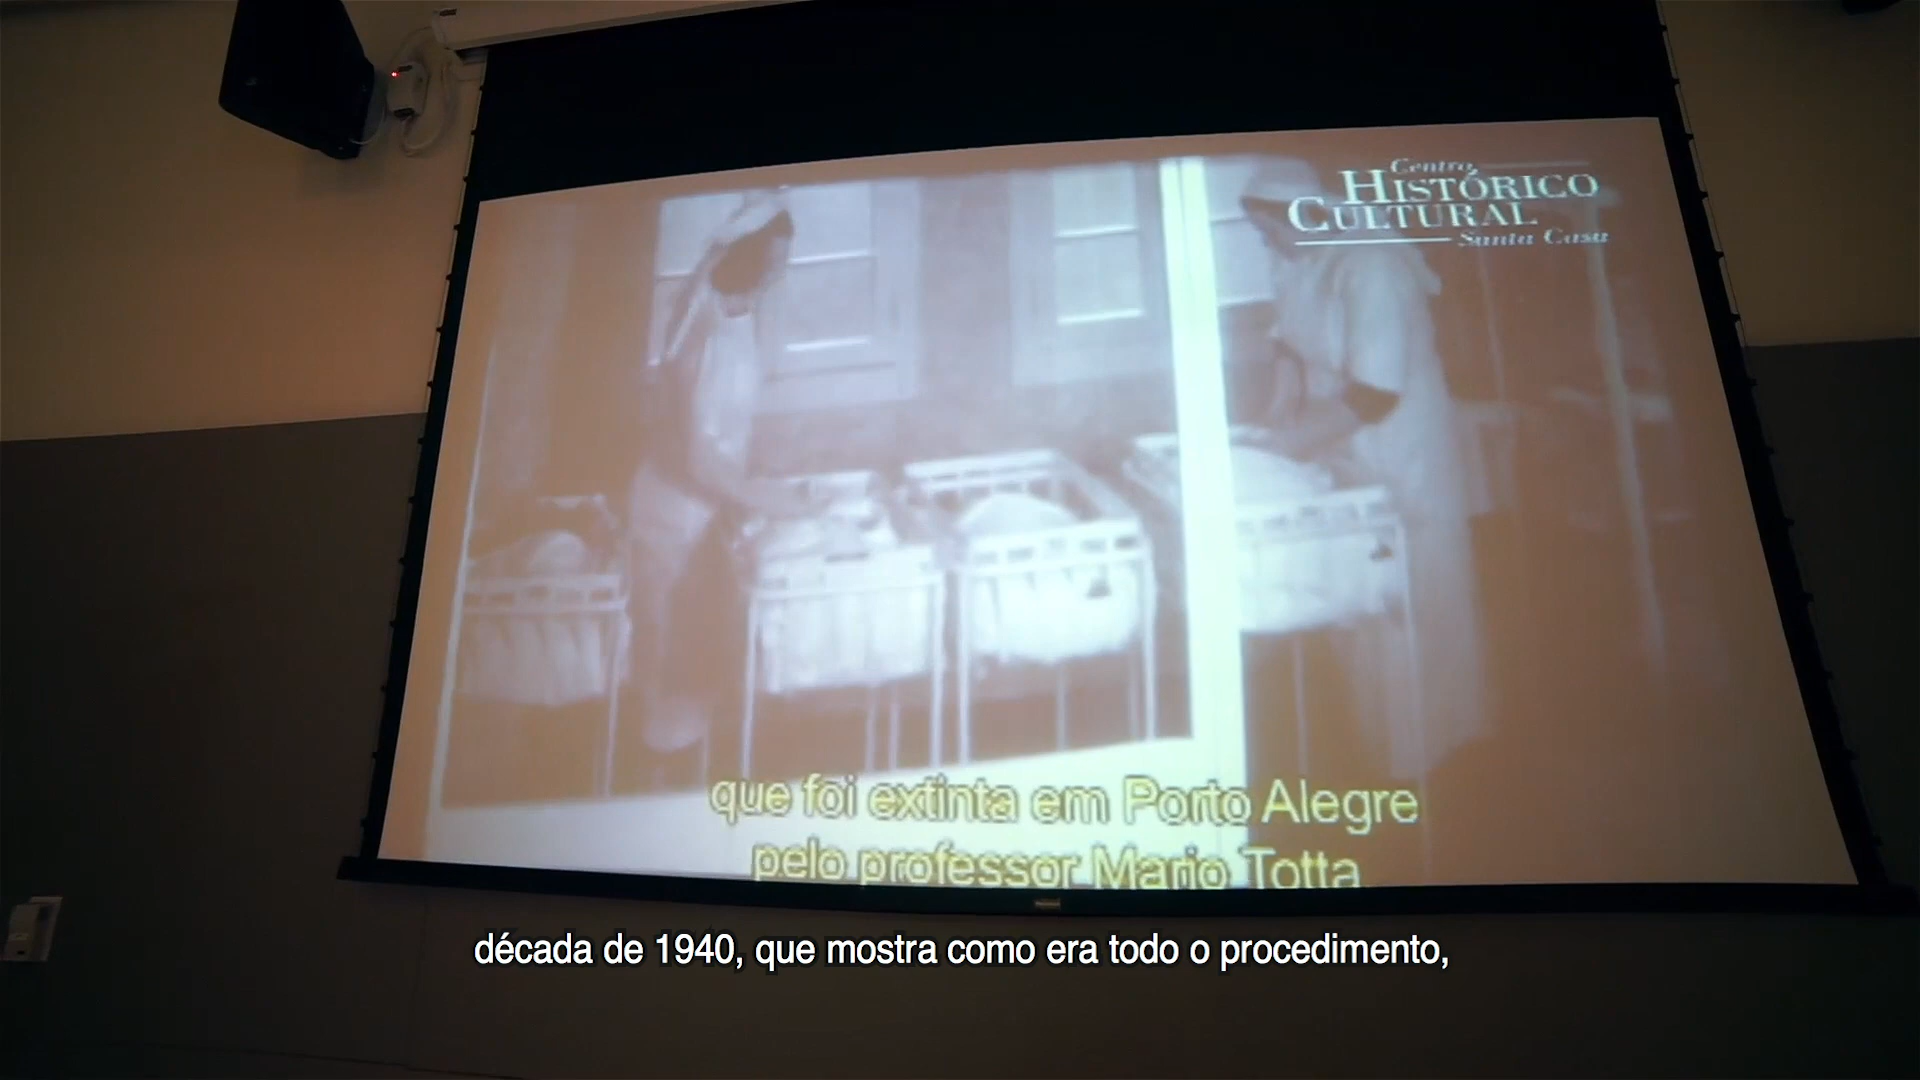 Centro
HISTÓRICO
CULTURAL
Santa Casa
que foi extinta em Porto Alegre
pelo professor Mario Totta
década de 1940, que mostra como era todo o procedimento,